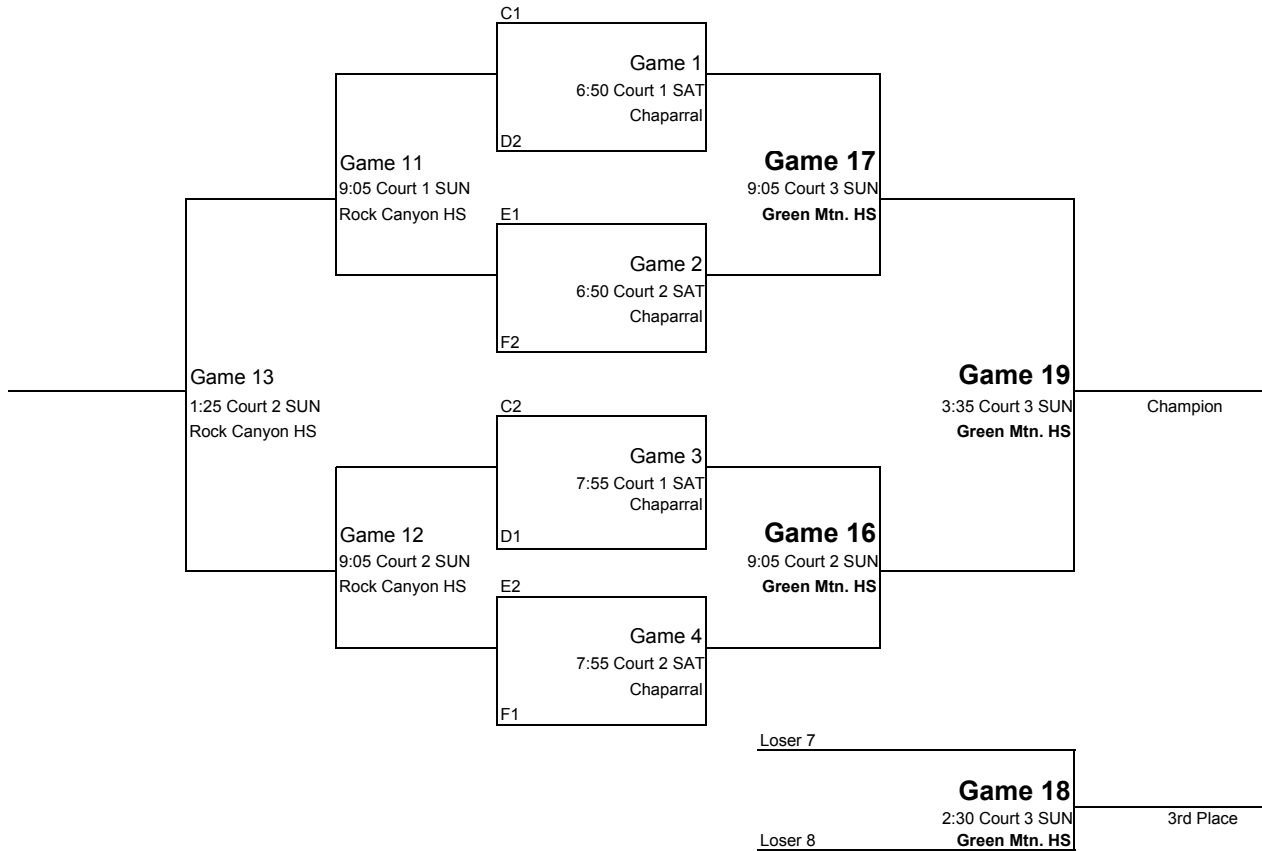 C1
Game 1
6:50 Court 1 SAT
Chaparral
D2
Game 11
9:05 Court 1 SUN
Rock Canyon HS
Game 17
9:05 Court 3 SUN
Green Mtn. HS
E1
Game 2
6:50 Court 2 SAT
Chaparral
F2
Game 13
1:25 Court 2 SUN
Rock Canyon HS
Game 19
3:35 Court 3 SUN
Green Mtn. HS
Champion
C2
Game 3
7:55 Court 1 SAT
Chaparral
D1
Game 12
9:05 Court 2 SUN
Rock Canyon HS
Game 16
9:05 Court 2 SUN
Green Mtn. HS
E2
Game 4
7:55 Court 2 SAT
Chaparral
F1
Loser 7
Game 18
2:30 Court 3 SUN
Green Mtn. HS
3rd Place
Loser 8